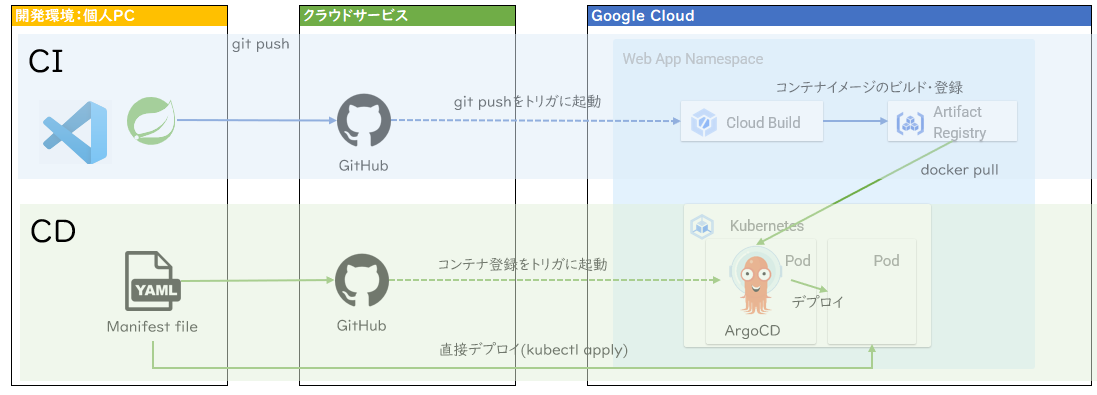 開発環境：個人PC
クラウドサービス
Google Cloud
CI
git push
Web App Namespace
コンテナイメージのビルド・登録
git pushをトリガに起動
Cloud Build
Artifact
Registry
GitHub
docker pull
CD
Kubernetes
コンテナ登録をトリガに起動
Pod
Pod
YAML
デプロイ
Manifest file
GitHub
ArgoCD
直接デプロイ(kubectl apply)